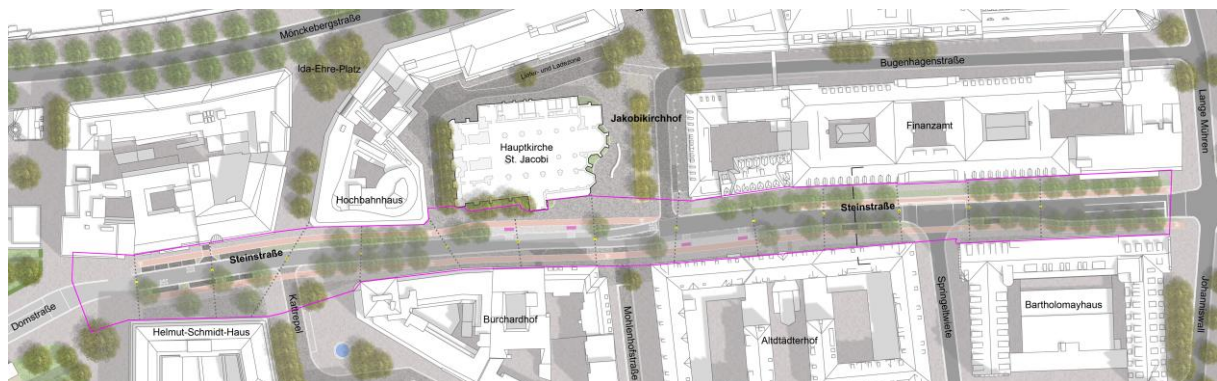 Mönckebergstraße
Ida-Ehre-Platz
Liefer- und Ladezone
Bugenhagenstraße
Lange Mühren
Jakobikirchhof
Hauptkirche
St. Jacobi
Finanzamt
Hochbahnhaus
Steinstraße
Steinstraße
Domstraße
Kattrepel
Helmut-Schmidt-Haus
Burchardhof
Mohlenhofstraße
Altdtädterhof
Springeltwiete
Bartholomayhaus
Johanniswall